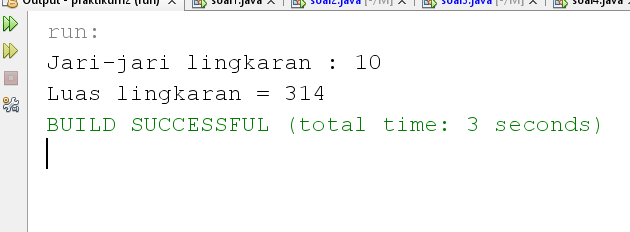 Output - praktikum2 (run) × soal1.java × soal2.java [-/M] × soal3.java [-/M] × soal4.java
run:
Jari-jari lingkaran : 10
Luas lingkaran = 314
BUILD SUCCESSFUL (total time: 3 seconds)